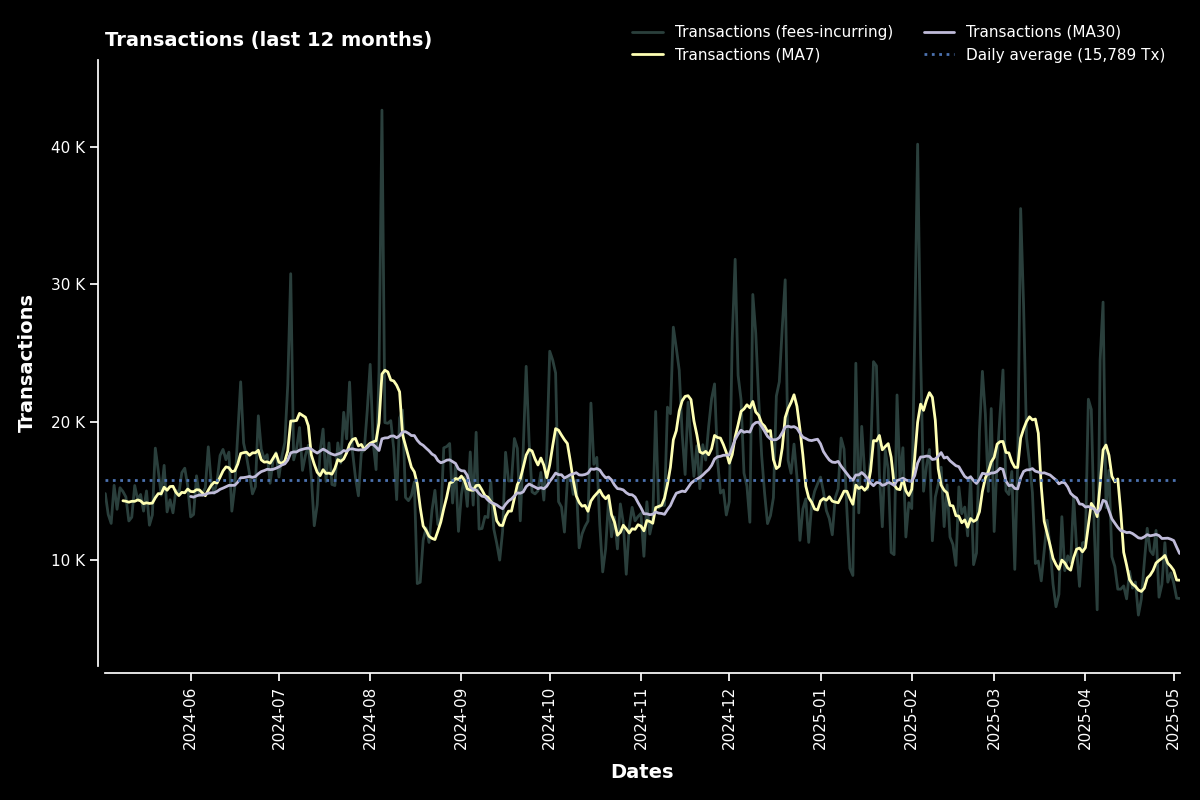 Transactions (last 12 months)
Transactions (fees-incurring)
Transactions (MA7)
Transactions (MA30)
Daily average (15,789 Tx)
Transactions
40 K
30 K
20 K
10 K
2024-06
2024-07
2024-08
2024-09
2024-10
2024-11
2024-12
2025-01
2025-02
2025-03
2025-04
2025-05
Dates